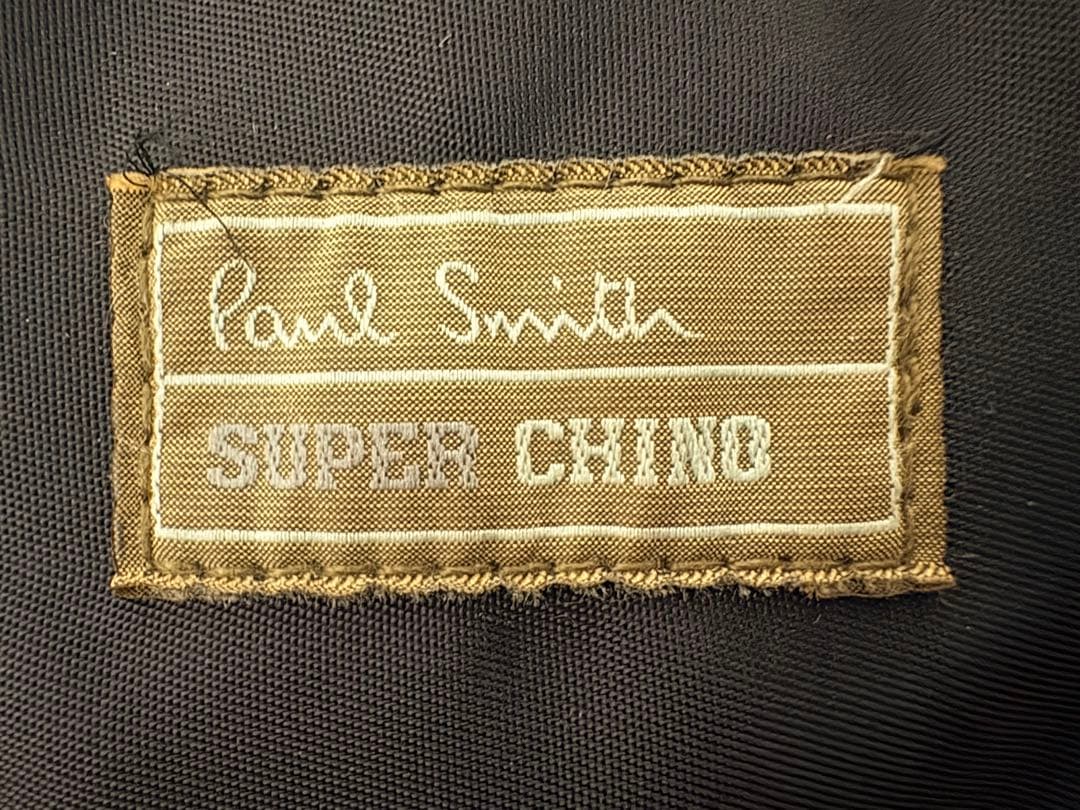 Paul Smith
SUPER CHINO